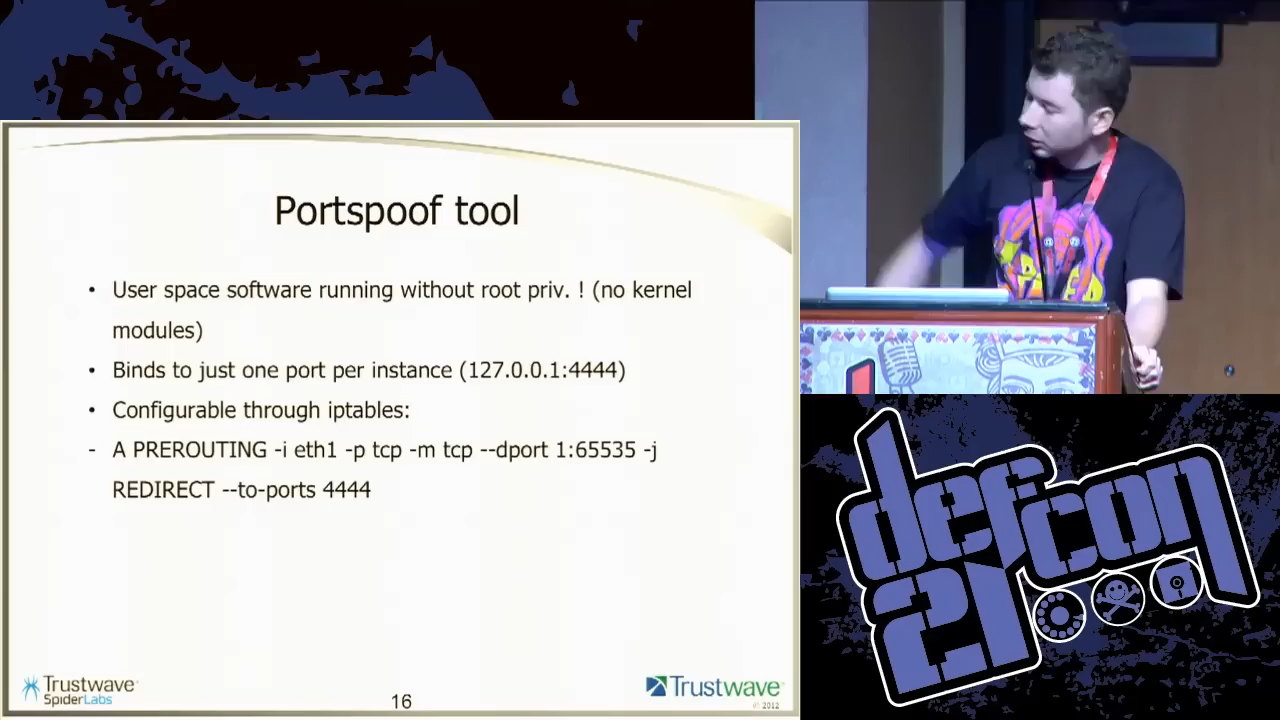 Portspoof tool
• User space software running without root priv. ! (no kernel
modules)
• Binds to just one port per instance (127.0.0.1:4444)
• Configurable through iptables:
- A PREROUTING -i eth1 -p tcp -m tcp --dport 1:65535 -j
REDIRECT --to-ports 4444
Trustwave
SpiderLabs
16
Trustwave
© 2012
defcon
21